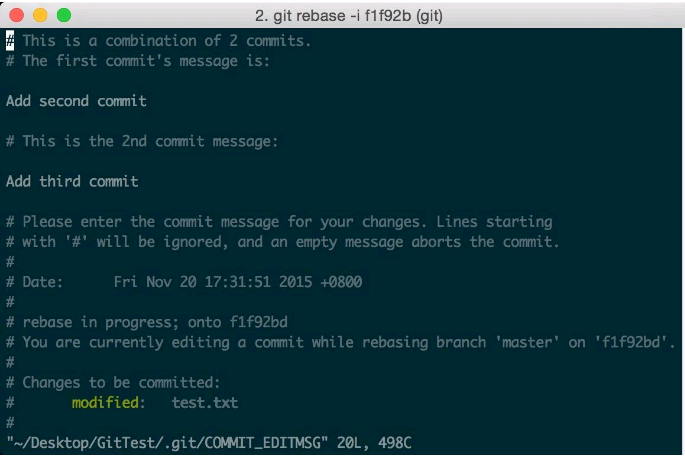 2. git rebase -i f1f92b (git)
# This is a combination of 2 commits.
# The first commit's message is:
Add second commit
# This is the 2nd commit message:
Add third commit
# Please enter the commit message for your changes. Lines starting
# with '#' will be ignored, and an empty message aborts the commit.
#
# Date:      Fri Nov 20 17:31:51 2015 +0800
#
# rebase in progress; onto f1f92bd
# You are currently editing a commit while rebasing branch 'master' on 'f1f92bd'.
#
# Changes to be committed:
#       modified:   test.txt
#
"~/Desktop/GitTest/.git/COMMIT_EDITMSG" 20L, 498C